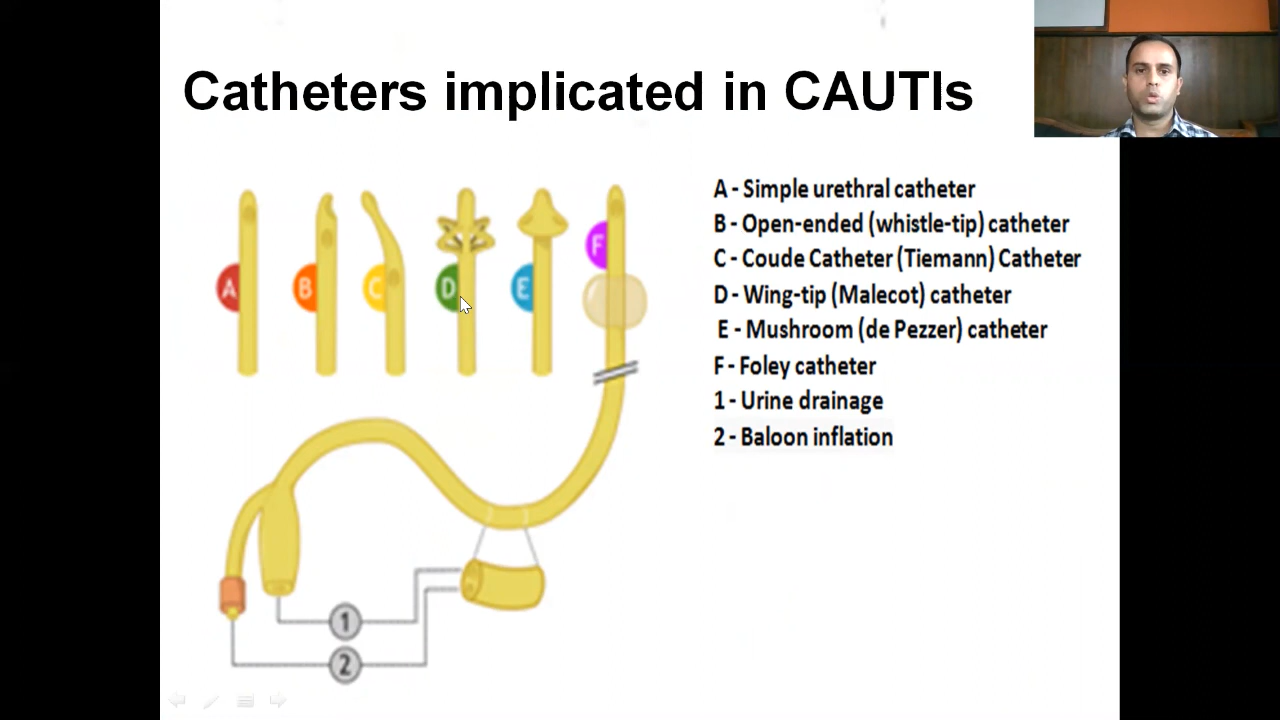 Catheters implicated in CAUTIs
A
B
C
D
E
F
A - Simple urethral catheter
B - Open-ended (whistle-tip) catheter
C - Coude Catheter (Tiemann) Catheter
D - Wing-tip (Malecot) catheter
E - Mushroom (de Pezzer) catheter
F - Foley catheter
1 - Urine drainage
2 - Baloon inflation
1
2